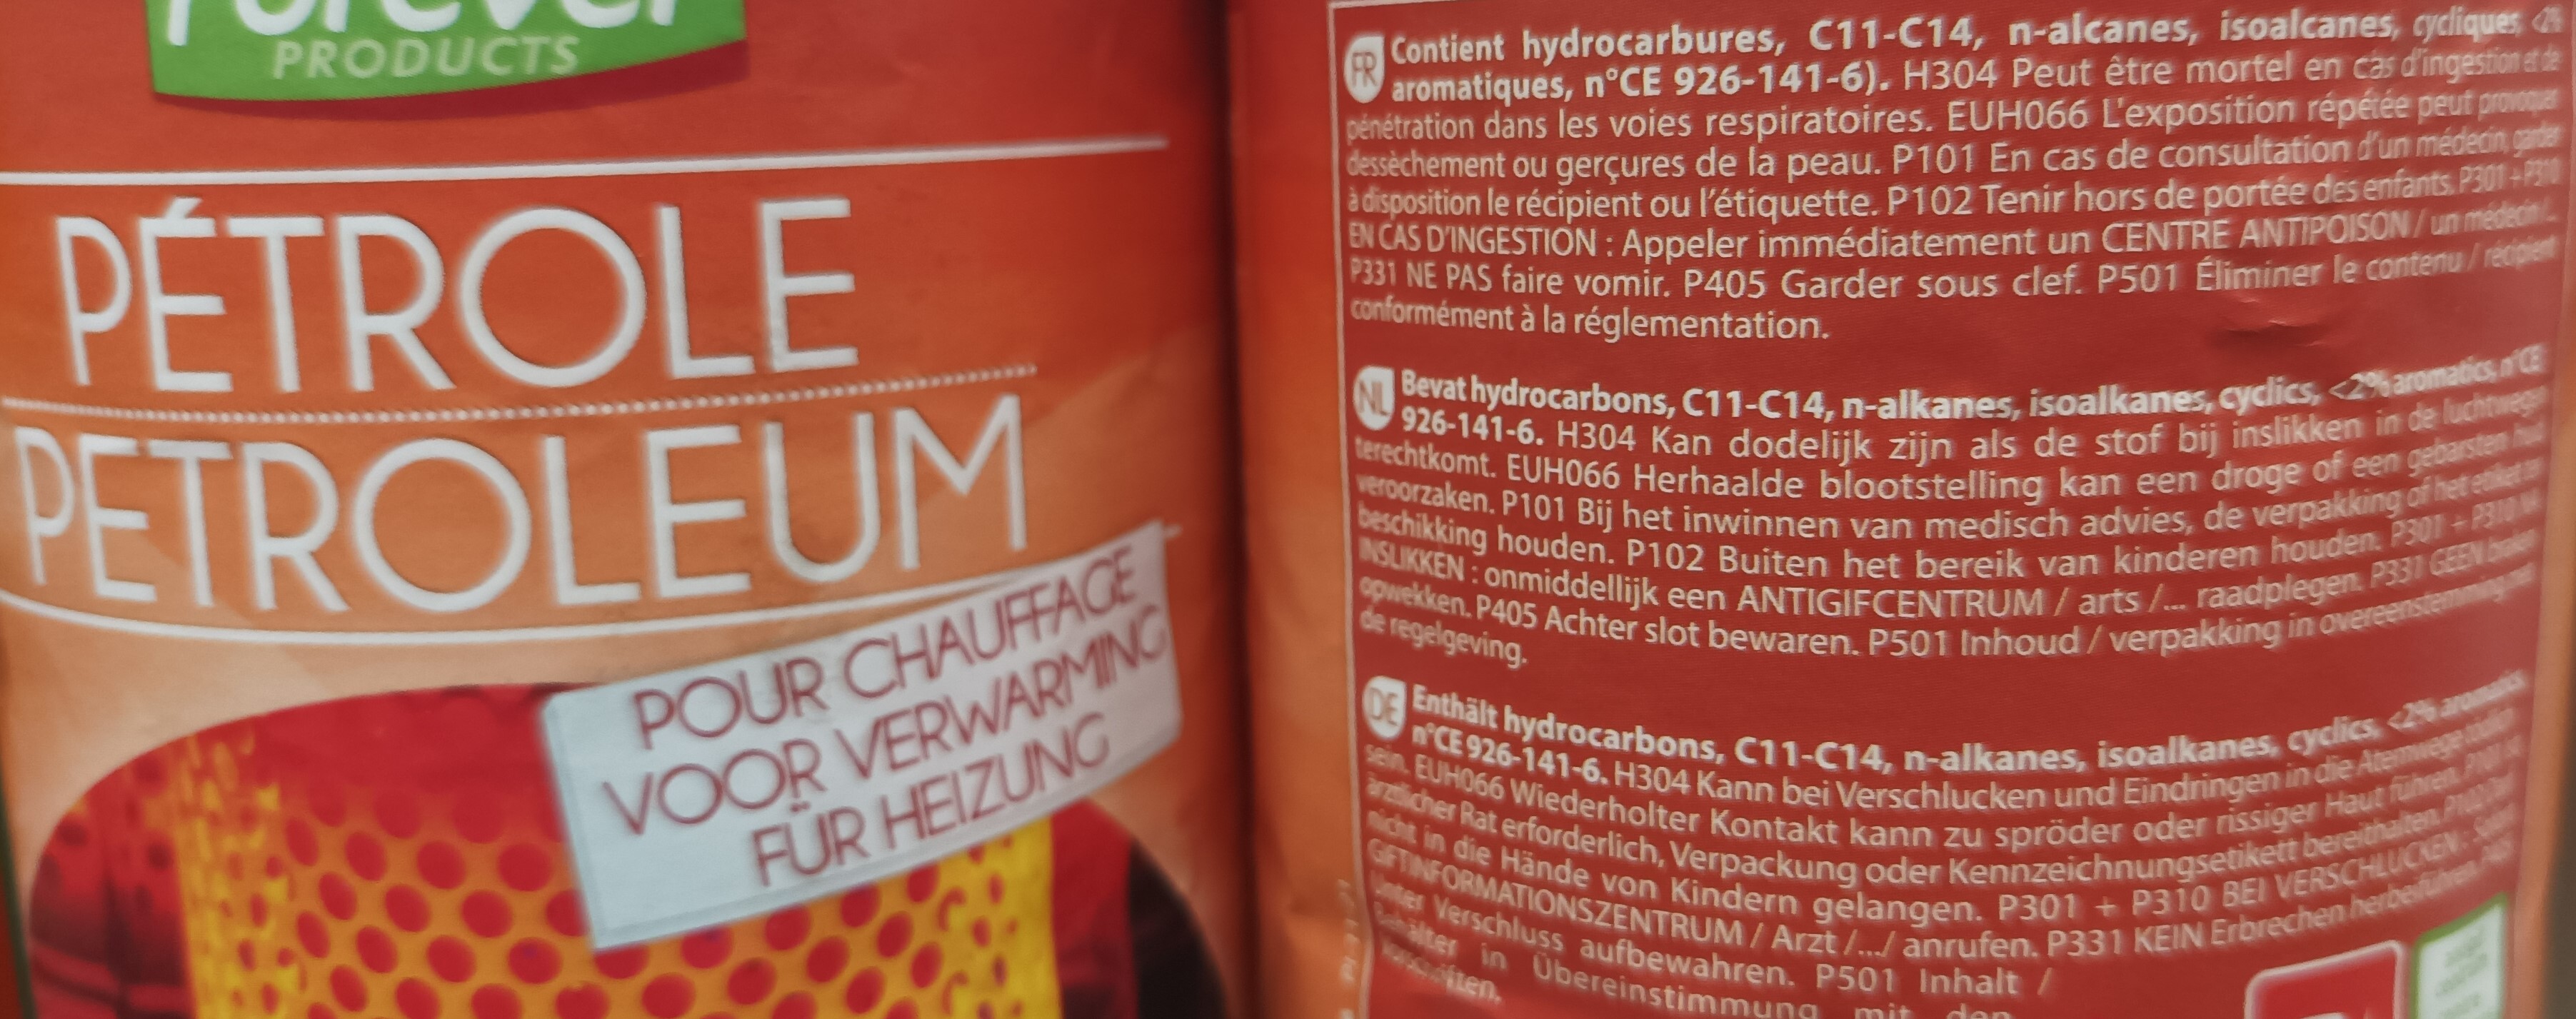 Forever
PRODUCTS
PÉTROLE
PETROLEUM
POUR CHAUFFAGE
VOOR VERWARMING
FÜR HEIZUNG
FR Contient hydrocarbures, C11-C14, n-alcanes, isoalcanes, cycliques, <2%
aromatiques, n°CE 926-141-6). H304 Peut être mortel en cas d'ingestion et de
pénétration dans les voies respiratoires. EUH066 L'exposition répétée peut provoquer
dessèchement ou gerçures de la peau. P101 En cas de consultation d'un médecin, garder
à disposition le récipient ou l'étiquette. P102 Tenir hors de portée des enfants. P301+P310
EN CAS D'INGESTION : Appeler immédiatement un CENTRE ANTIPOISON / un médecin /...
P331 NE PAS faire vomir. P405 Garder sous clef. P501 Éliminer le contenu / récipient
conformément à la réglementation.
NL Bevat hydrocarbons, C11-C14, n-alkanes, isoalkanes, cyclics, <2% aromatics, n°CE
926-141-6. H304 Kan dodelijk zijn als de stof bij inslikken in de luchtwegen
terechtkomt. EUH066 Herhaalde blootstelling kan een droge of een gebarsten huid
veroorzaken. P101 Bij het inwinnen van medisch advies, de verpakking of het etiket ter
beschikking houden. P102 Buiten het bereik van kinderen houden. P301 + P310 NA
INSLIKKEN : onmiddellijk een ANTIGIFCENTRUM / arts /... raadplegen. P331 GEEN braken
opwekken. P405 Achter slot bewaren. P501 Inhoud / verpakking in overeenstemming met
de regelgeving.
DE Enthält hydrocarbons, C11-C14, n-alkanes, isoalkanes, cyclics, <2% aromatics,
n°CE 926-141-6. H304 Kann bei Verschlucken und Eindringen in die Atemwege tödlich
sein. EUH066 Wiederholter Kontakt kann zu spröder oder rissiger Haut führen. P101 Ist
ärztlicher Rat erforderlich, Verpackung oder Kennzeichnungsetikett bereithalten. P102 Darf
nicht in die Hände von Kindern gelangen. P301 + P310 BEI VERSCHLUCKEN : Sofort
GIFTINFORMATIONSZENTRUM / Arzt /.../ anrufen. P331 KEIN Erbrechen herbeiführen. P405
Unter Verschluss aufbewahren. P501 Inhalt /
Behälter in Übereinstimmung mit den
Vorschriften.